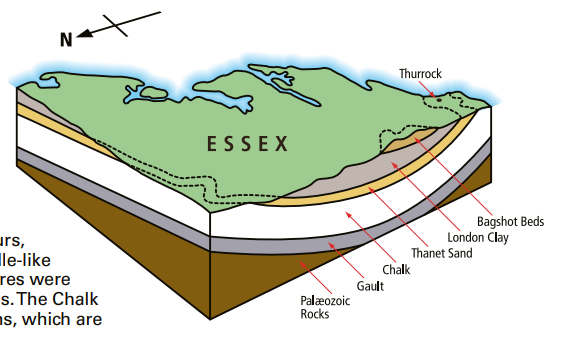 N
Thurrock
ESSEX
Bagshot Beds
London Clay
Thanet Sand
Chalk
Gault
Palæozoic
Rocks
urs,
lle-like
res were
s. The Chalk
ns, which are